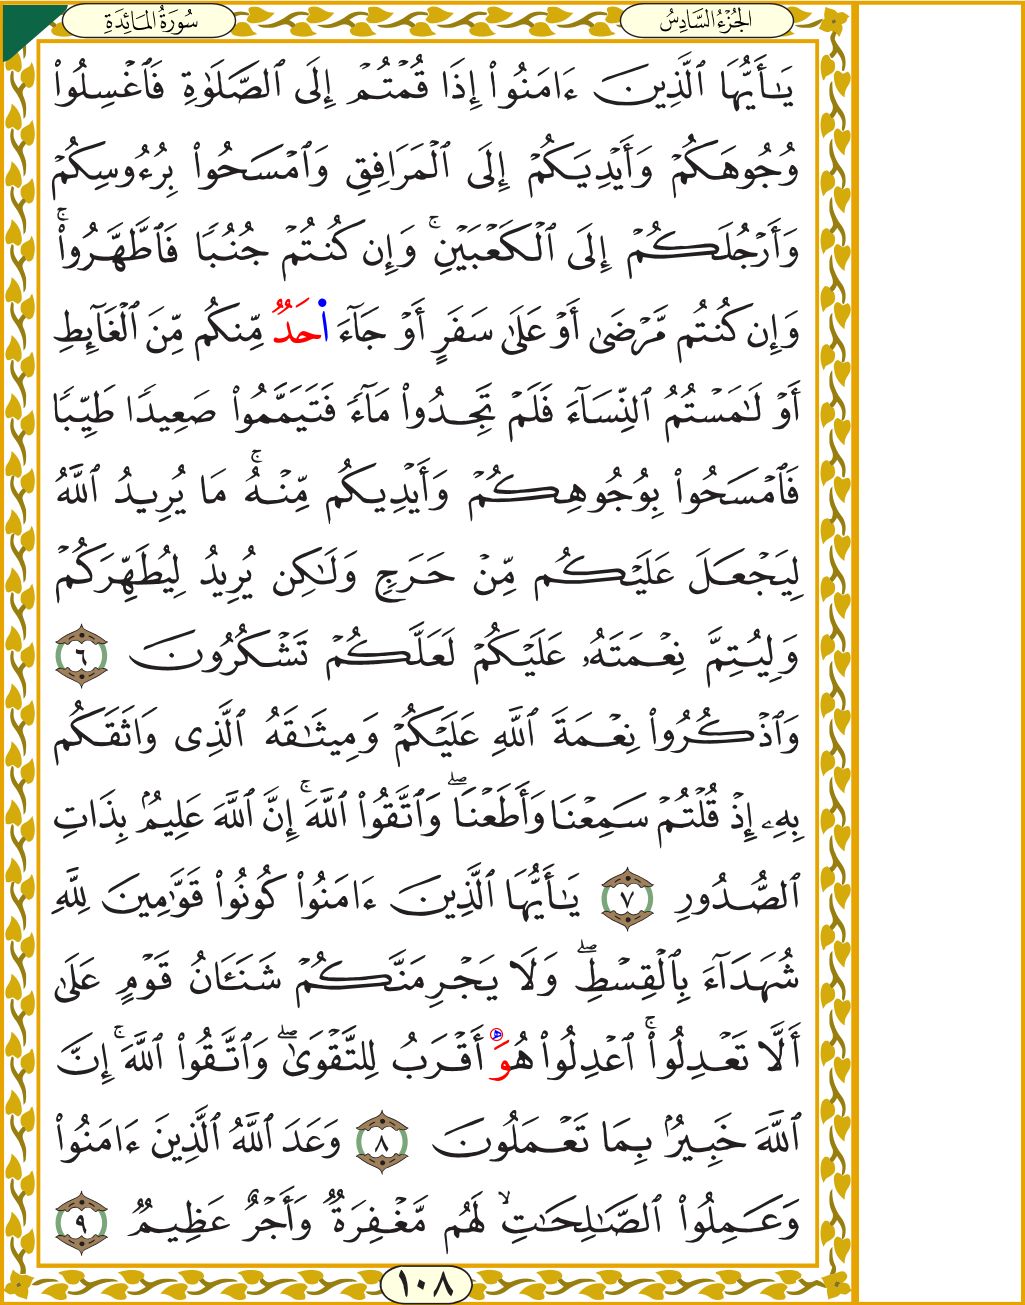 سُورَةُ المَائِدَةِ
الجُزْءُ السَّادِسُ
يَٰٓأَيُّهَا ٱلَّذِينَ ءَامَنُوٓا۟ إِذَا قُمْتُمْ إِلَى ٱلصَّلَوٰةِ فَٱغْسِلُوا۟
وُجُوهَكُمْ وَأَيْدِيَكُمْ إِلَى ٱلْمَرَافِقِ وَٱمْسَحُوا۟ بِرُءُوسِكُمْ
وَأَرْجُلَكُمْ إِلَى ٱلْكَعْبَيْنِ ۚ وَإِن كُنتُمْ جُنُبًا فَٱطَّهَّرُوا۟ ۚ
وَإِن كُنتُم مَّرْضَىٰٓ أَوْ عَلَىٰ سَفَرٍ أَوْ جَآءَ أَحَدٌ مِّنكُم مِّنَ ٱلْغَآئِطِ
أَوْ لَٰمَسْتُمُ ٱلنِّسَآءَ فَلَمْ تَجِدُوا۟ مَآءً فَتَيَمَّمُوا۟ صَعِيدًا طَيِّبًا
فَٱمْسَحُوا۟ بِوُجُوهِكُمْ وَأَيْدِيكُم مِّنْهُ ۚ مَا يُرِيدُ ٱللَّهُ
لِيَجْعَلَ عَلَيْكُم مِّنْ حَرَجٍ وَلَٰكِن يُرِيدُ لِيُطَهِّرَكُمْ
وَلِيُتِمَّ نِعْمَتَهُۥ عَلَيْكُمْ لَعَلَّكُمْ تَشْكُرُونَ ٦
وَٱذْكُرُوا۟ نِعْمَةَ ٱللَّهِ عَلَيْكُمْ وَمِيثَٰقَهُ ٱلَّذِى وَاثَقَكُم
بِهِۦٓ إِذْ قُلْتُمْ سَمِعْنَا وَأَطَعْنَا ۖ وَٱتَّقُوا۟ ٱللَّهَ ۚ إِنَّ ٱللَّهَ عَلِيمٌۢ بِذَاتِ
ٱلصُّدُورِ ٧ يَٰٓأَيُّهَا ٱلَّذِينَ ءَامَنُوا۟ كُونُوا۟ قَوَّٰمِينَ لِلَّهِ
شُهَدَآءَ بِٱلْقِسْطِ ۖ وَلَا يَجْرِمَنَّكُمْ شَنَـَٔانُ قَوْمٍ عَلَىٰٓ
أَلَّا تَعْدِلُوا۟ ۚ ٱعْدِلُوا۟ هُوَ أَقْرَبُ لِلتَّقْوَىٰ ۖ وَٱتَّقُوا۟ ٱللَّهَ ۚ إِنَّ
ٱللَّهَ خَبِيرٌۢ بِمَا تَعْمَلُونَ ٨ وَعَدَ ٱللَّهُ ٱلَّذِينَ ءَامَنُوا۟
وَعَمِلُوا۟ ٱلصَّٰلِحَٰتِ ۙ لَهُم مَّغْفِرَةٌ وَأَجْرٌ عَظِيمٌ ٩
١٠٨